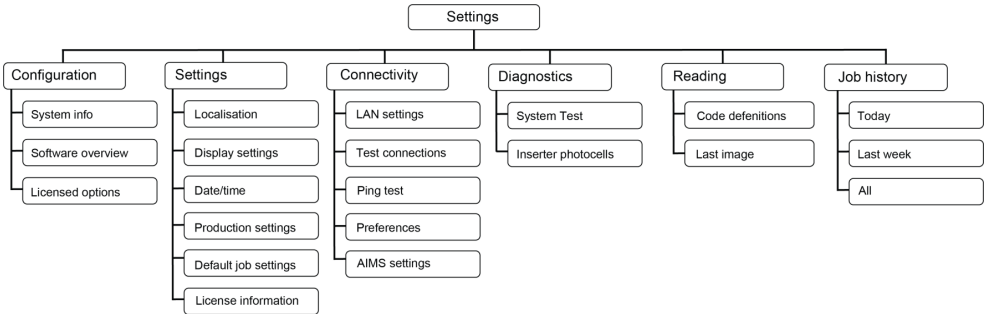 Settings
Configuration
System info
Software overview
Licensed options
Settings
Localisation
Display settings
Date/time
Production settings
Default job settings
License information
Connectivity
LAN settings
Test connections
Ping test
Preferences
AIMS settings
Diagnostics
System Test
Inserter photocells
Reading
Code defenitions
Last image
Job history
Today
Last week
All